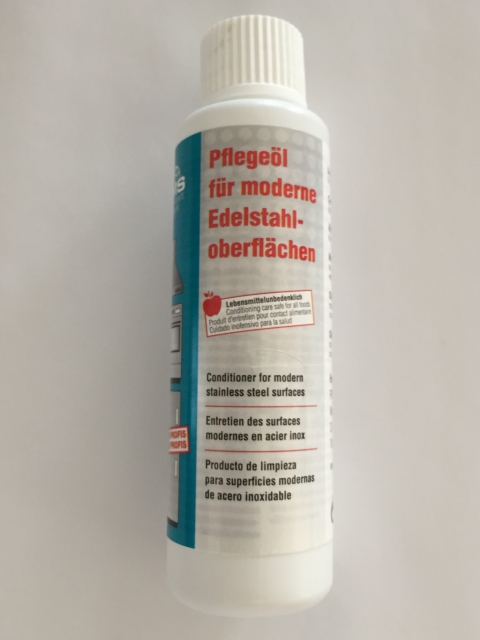 Pflegeöl
für moderne
Edelstahl-
oberflächen
Lebensmittelunbedenklich
Conditioning care safe for all foods
Produit d'entretien pour contact alimentaire
Cuidado inofensivo para la salud
Conditioner for modern
stainless steel surfaces
Entretien des surfaces
modernes en acier inox
Producto de limpieza
para superficies modernas
de acero inoxidable
PROFIS
PROFIS